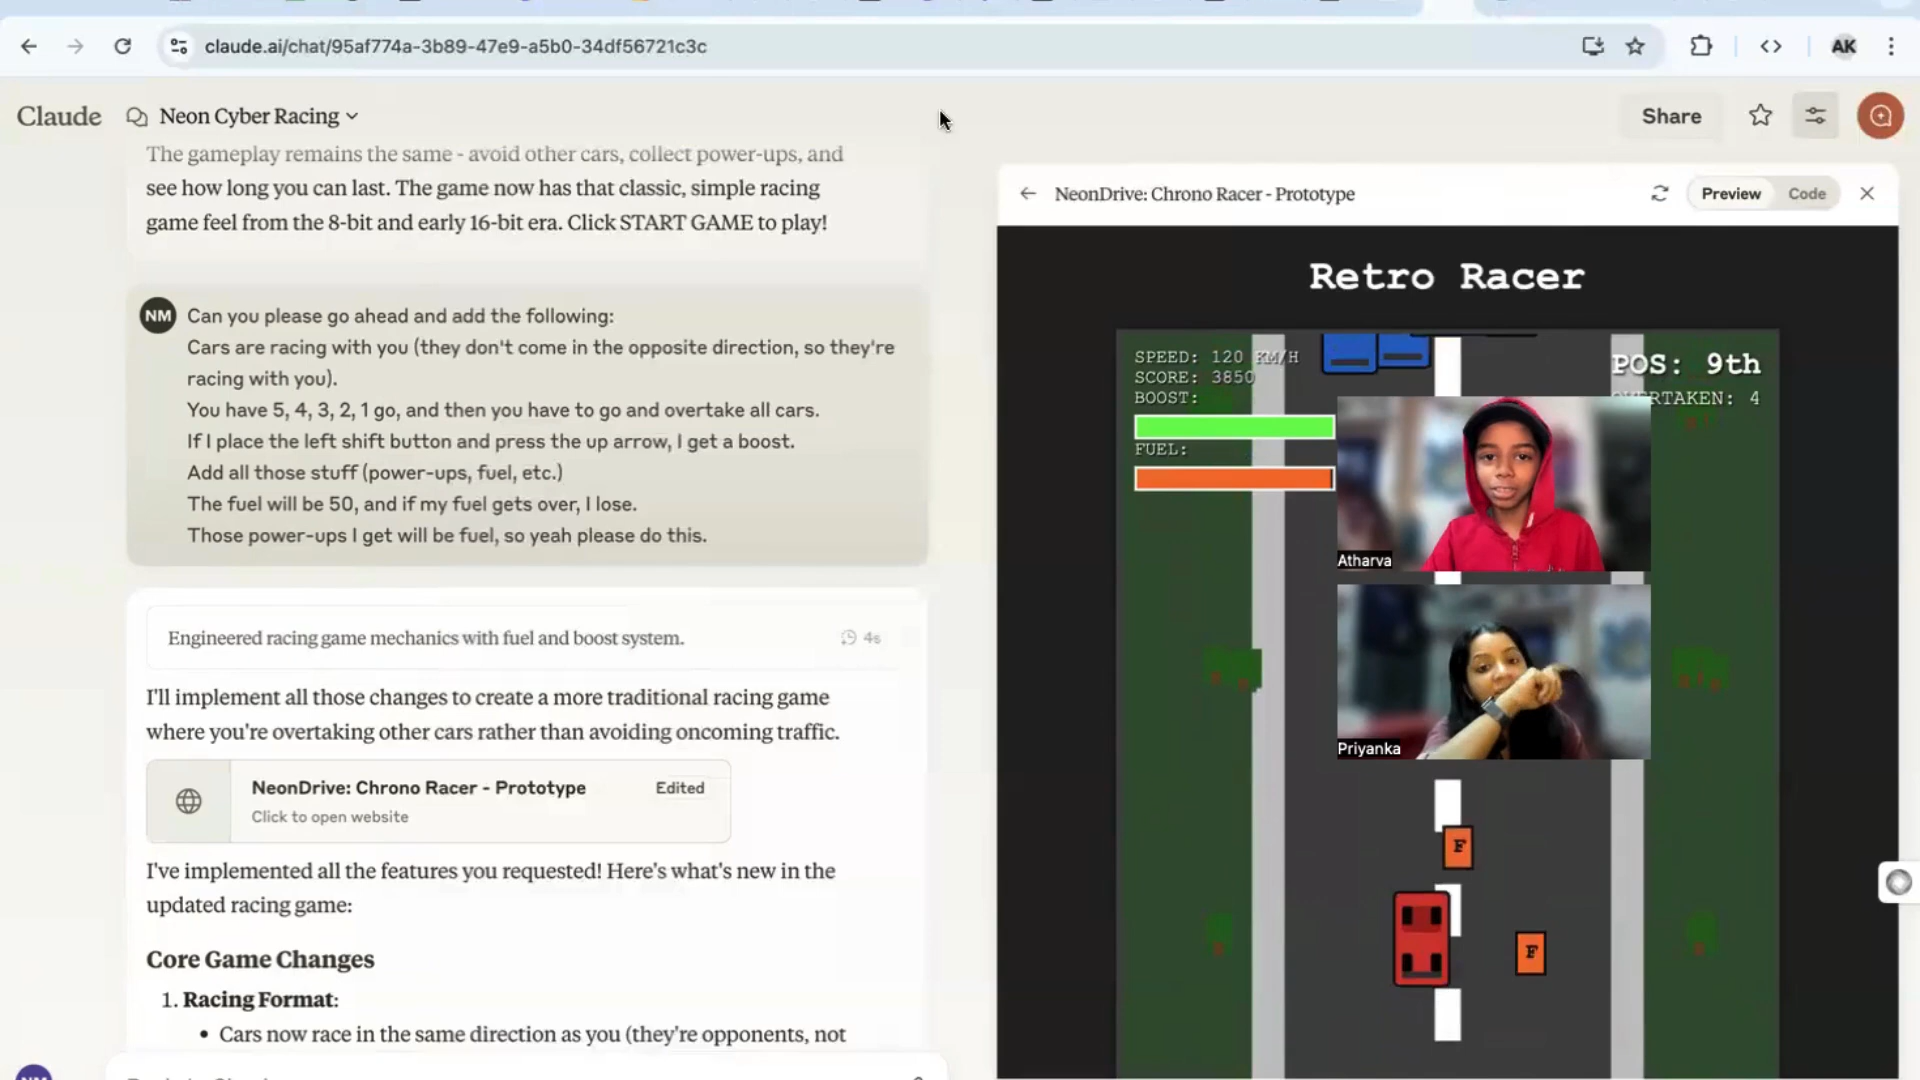 claude.ai/chat/95af774a-3b89-47e9-a5b0-34df56721c3c
AK
Claude
Neon Cyber Racing
Share
The gameplay remains the same - avoid other cars, collect power-ups, and
see how long you can last. The game now has that classic, simple racing
game feel from the 8-bit and early 16-bit era. Click START GAME to play!
NM
Can you please go ahead and add the following:
Cars are racing with you (they don't come in the opposite direction, so they're
racing with you).
You have 5, 4, 3, 2, 1 go, and then you have to go and overtake all cars.
If I place the left shift button and press the up arrow, I get a boost.
Add all those stuff (power-ups, fuel, etc.)
The fuel will be 50, and if my fuel gets over, I lose.
Those power-ups I get will be fuel, so yeah please do this.
Engineered racing game mechanics with fuel and boost system.
4s
I'll implement all those changes to create a more traditional racing game
where you're overtaking other cars rather than avoiding oncoming traffic.
NeonDrive: Chrono Racer - Prototype
Edited
Click to open website
I've implemented all the features you requested! Here's what's new in the
updated racing game:
Core Game Changes
1. Racing Format:
• Cars now race in the same direction as you (they're opponents, not
NeonDrive: Chrono Racer - Prototype
Preview
Code
Retro Racer
SPEED: 120 KM/H
SCORE: 3850
BOOST:
FUEL:
POS: 9th
RTAKEN: 4
Atharva
Priyanka
F
F